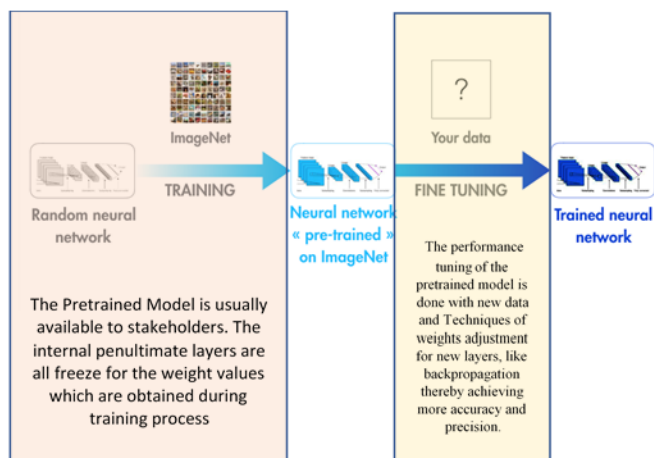 ImageNet
TRAINING
Random neural
network
The Pretrained Model is usually
available to stakeholders. The
internal penultimate layers are
all freeze for the weight values
which are obtained during
training process
Neural network
« pre-trained »
on ImageNet
?
Your data
FINE TUNING
The performance
tuning of the
pretrained model is
done with new data
and Techniques of
weights adjustment
for new layers, like
backpropagation
thereby achieving
more accuracy and
precision.
Trained neural
network